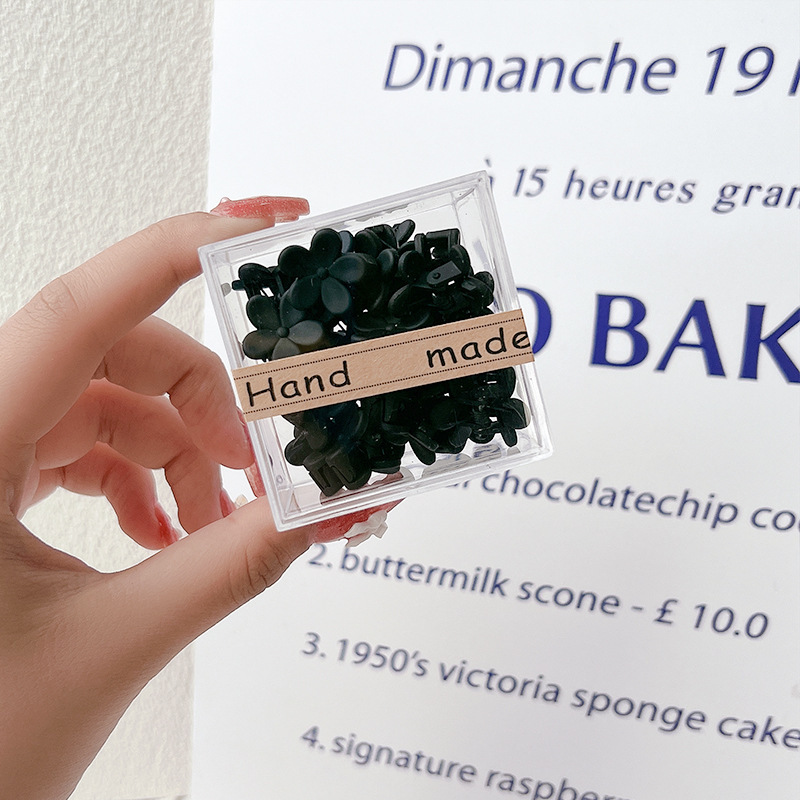 Dimanche 19
à 15 heures gran
O BAK
Hand made
chocolatechip co
2. buttermilk scone - £ 10.0
3. 1950's victoria sponge cake
4. signature raspber